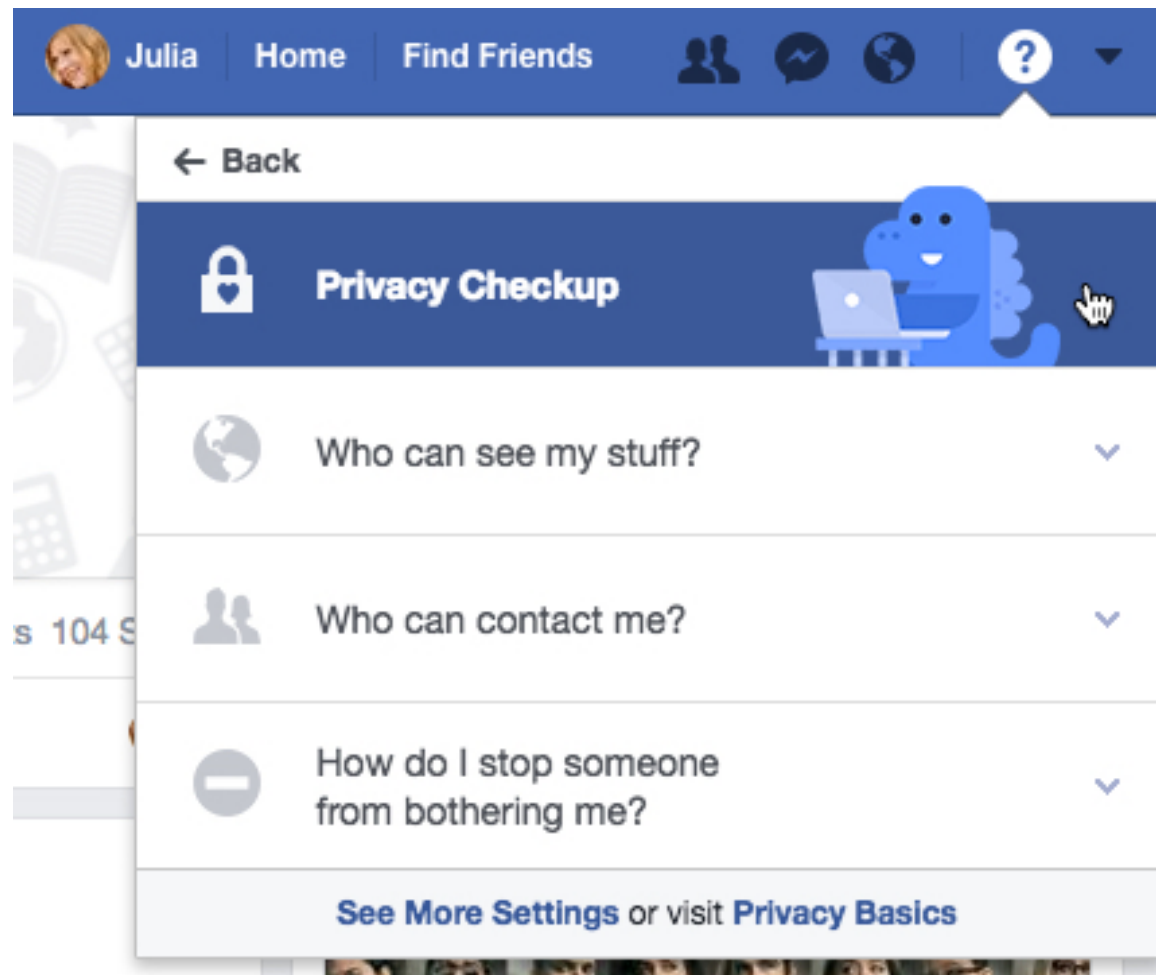 Julia Home Find Friends ?
← Back
Privacy Checkup
Who can see my stuff?
104
Who can contact me?
How do I stop someone
from bothering me?
See More Settings or visit Privacy Basics